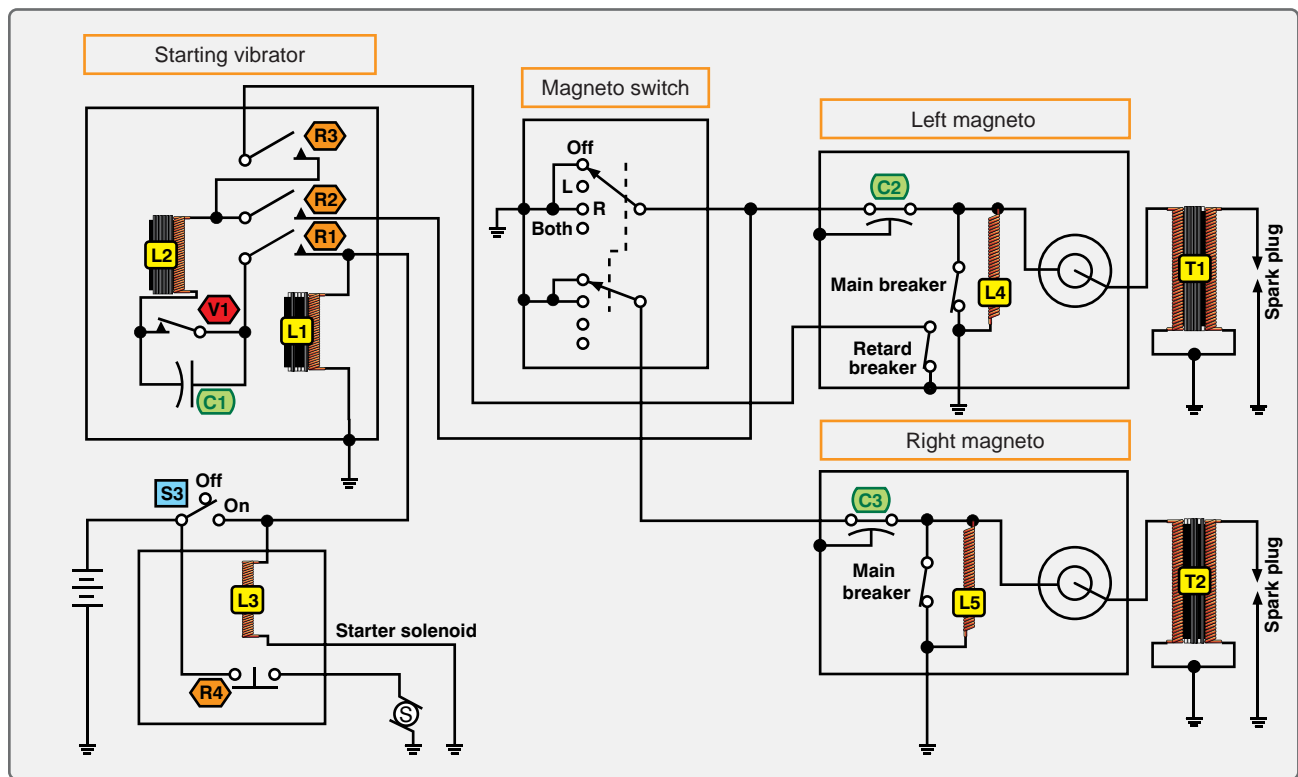 Starting vibrator
R3
R2
R1
L2
V1
L1
C1
Magneto switch
Off
L
R
Both
Left magneto
C2
Main breaker
L4
Retard
breaker
T1
Spark plug
Right magneto
C3
Main
breaker
L5
T2
Spark plug
S3
Off
On
L3
Starter solenoid
R4
S